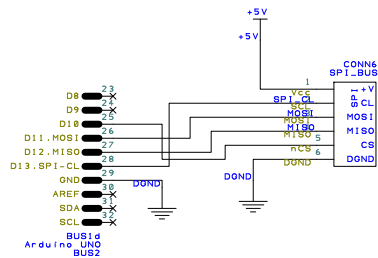 +5V
+5V
CONN6
SPI_BUS
1
Vcc
+V
SPI_CL
SCL
CL
SPI
MOSI
MOSI
MOSI
MISO
MISO
MISO
5
nCS
CS
6
DGND
GND
DGND
D8
23
D9
24
D10
25
D11.MOSI
26
D12.MISO
27
D13.SPI-CL
28
GND
29
DGND
AREF
30
SDA
31
SCL
32
BUS1d
Arduino UNO
BUS2